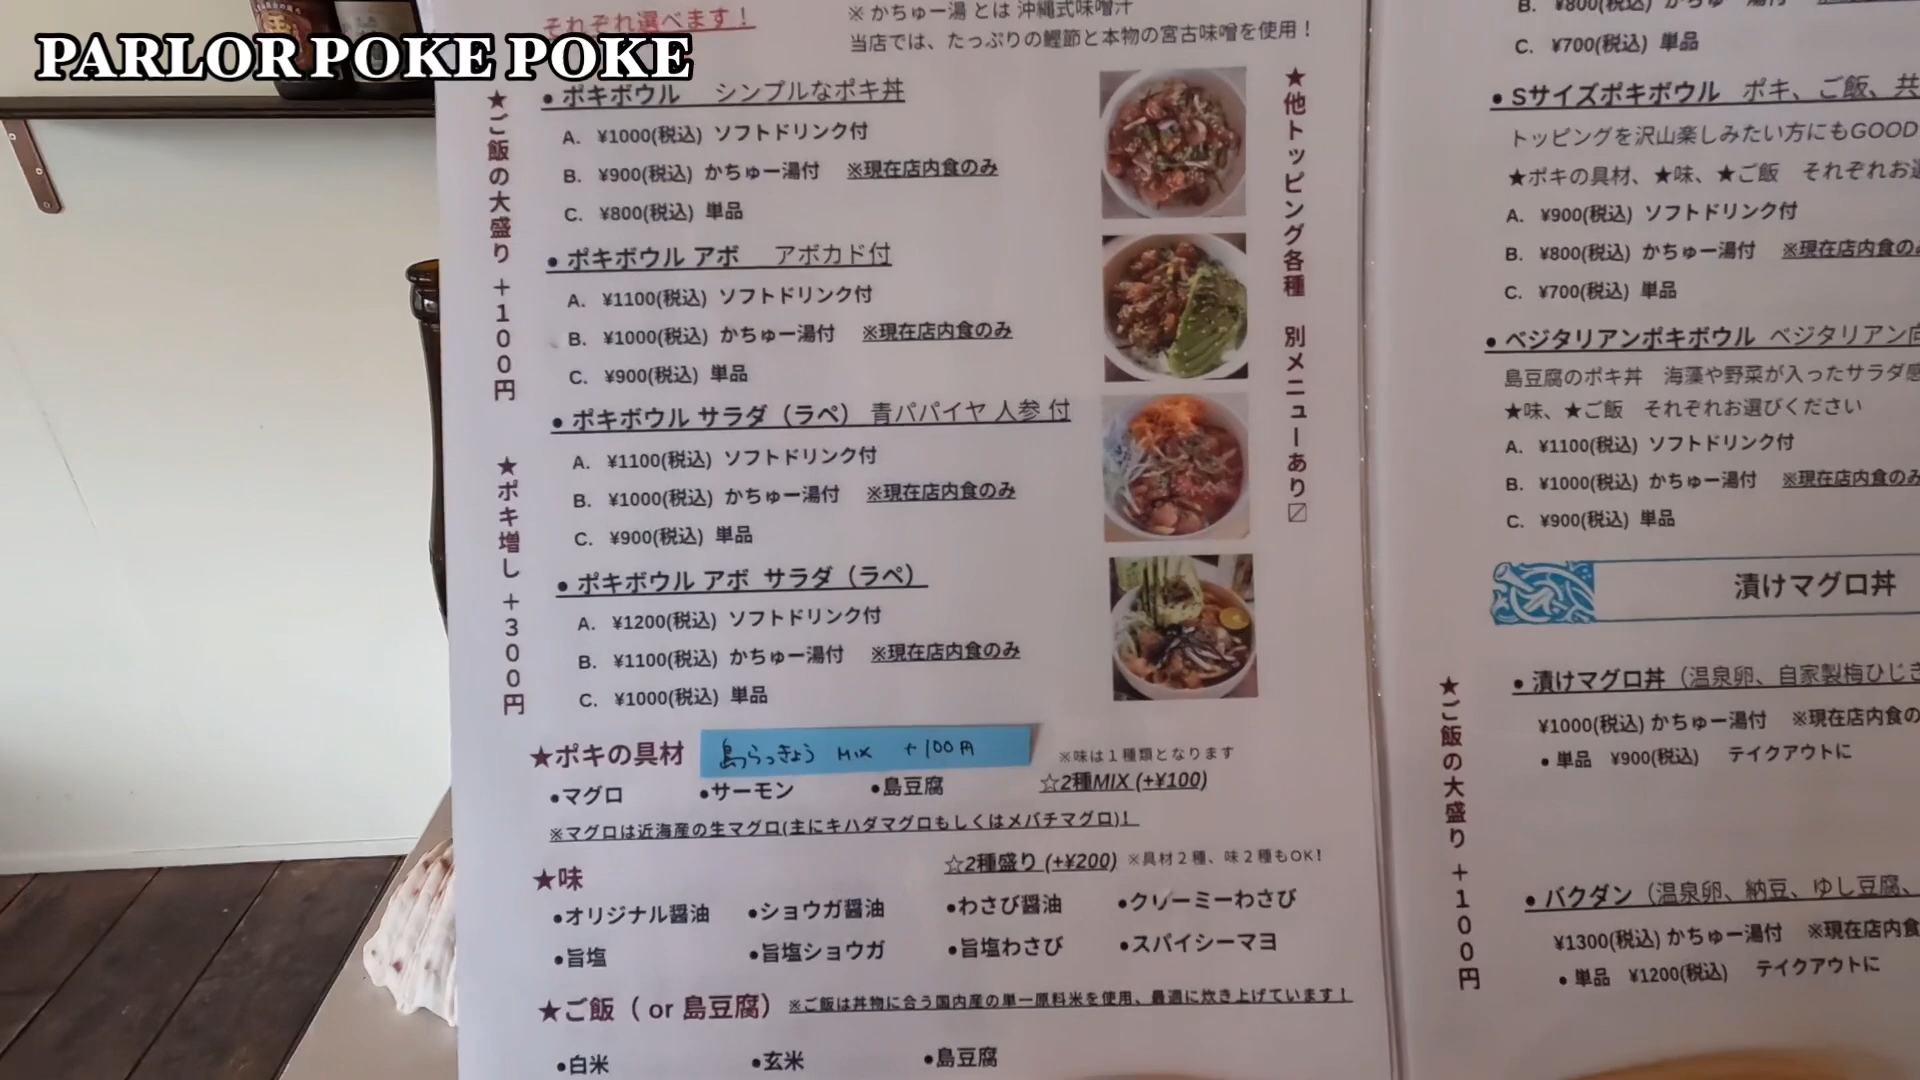 PARLOR POKE POKE
それぞれ選べます！
※ かちゅー湯 とは 沖縄式味噌汁
当店では、たっぷりの鰹節と本物の宮古味噌を使用！
★ご飯の大盛り +100円
★ポキ増し +300円
• ポキボウル シンプルなポキ丼
A. ¥1000(税込) ソフトドリンク付
B. ¥900(税込) かちゅー湯付 ※現在店内食のみ
C. ¥800(税込) 単品
• ポキボウル アボ アボカド付
A. ¥1100(税込) ソフトドリンク付
B. ¥1000(税込) かちゅー湯付 ※現在店内食のみ
C. ¥900(税込) 単品
• ポキボウル サラダ（ラペ） 青パパイヤ 人参 付
A. ¥1100(税込) ソフトドリンク付
B. ¥1000(税込) かちゅー湯付 ※現在店内食のみ
C. ¥900(税込) 単品
• ポキボウル アボ サラダ（ラペ）
A. ¥1200(税込) ソフトドリンク付
B. ¥1100(税込) かちゅー湯付 ※現在店内食のみ
C. ¥1000(税込) 単品
★他トッピング各種 別メニューあり〼
★ポキの具材 島らっきょう MIX +100円 ※味は１種類となります
•マグロ •サーモン •島豆腐 ☆2種MIX (+¥100)
※マグロは近海産の生マグロ(主にキハダマグロもしくはメバチマグロ)！
☆2種盛り (+¥200) ※具材２種、味２種もOK！
★味
•オリジナル醤油 •ショウガ醤油 •わさび醤油 •クリーミーわさび
•旨塩 •旨塩ショウガ •旨塩わさび •スパイシーマヨ
★ご飯（ or 島豆腐） ※ご飯は丼物に合う国内産の単一原料米を使用、最適に炊き上げています！
•白米 •玄米 •島豆腐
B. ¥800(税込) かちゅー湯付
C. ¥700(税込) 単品
• Sサイズポキボウル ポキ、ご飯、共
トッピングを沢山楽しみたい方にもGOOD
★ポキの具材、★味、★ご飯 それぞれお選
A. ¥900(税込) ソフトドリンク付
B. ¥800(税込) かちゅー湯付 ※現在店内食の
C. ¥700(税込) 単品
• ベジタリアンポキボウル ベジタリアン向
島豆腐のポキ丼 海藻や野菜が入ったサラダ感
★味、★ご飯 それぞれお選びください
A. ¥1100(税込) ソフトドリンク付
B. ¥1000(税込) かちゅー湯付 ※現在店内食のみ
C. ¥900(税込) 単品
漬けマグロ丼
★ご飯の大盛り +100円
• 漬けマグロ丼（温泉卵、自家製梅ひじき
¥1000(税込) かちゅー湯付 ※現在店内食の
• 単品 ¥900(税込) テイクアウトに
• バクダン（温泉卵、納豆、ゆし豆腐、
¥1300(税込) かちゅー湯付 ※現在店内食
• 単品 ¥1200(税込) テイクアウトに